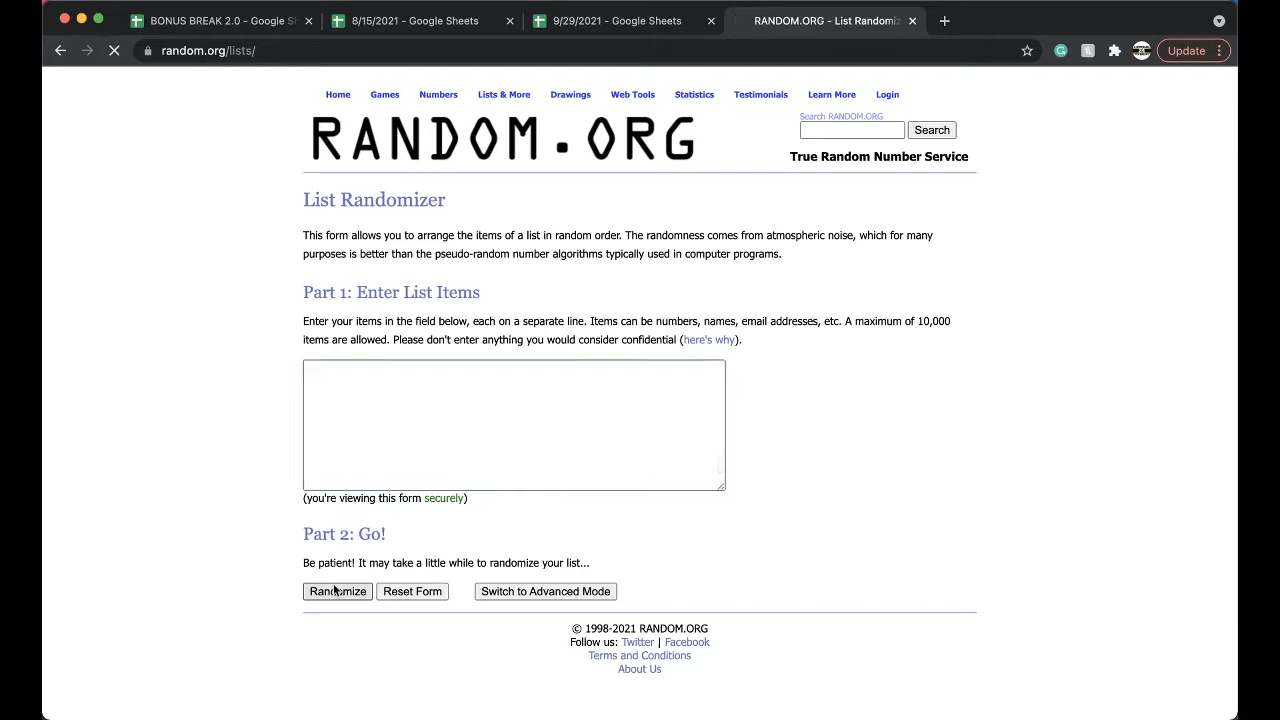 BONUS BREAK 2.0 - Google Sh
8/15/2021 - Google Sheets
9/29/2021 - Google Sheets
RANDOM.ORG - List Randomiz
random.org/lists/
Update
Home Games Numbers Lists & More Drawings Web Tools Statistics Testimonials Learn More Login
RANDOM.ORG
Search RANDOM.ORG
Search
True Random Number Service
List Randomizer
This form allows you to arrange the items of a list in random order. The randomness comes from atmospheric noise, which for many
purposes is better than the pseudo-random number algorithms typically used in computer programs.
Part 1: Enter List Items
Enter your items in the field below, each on a separate line. Items can be numbers, names, email addresses, etc. A maximum of 10,000
items are allowed. Please don't enter anything you would consider confidential (here's why).
(you're viewing this form securely)
Part 2: Go!
Be patient! It may take a little while to randomize your list...
Randomize Reset Form Switch to Advanced Mode
© 1998-2021 RANDOM.ORG
Follow us: Twitter | Facebook
Terms and Conditions
About Us